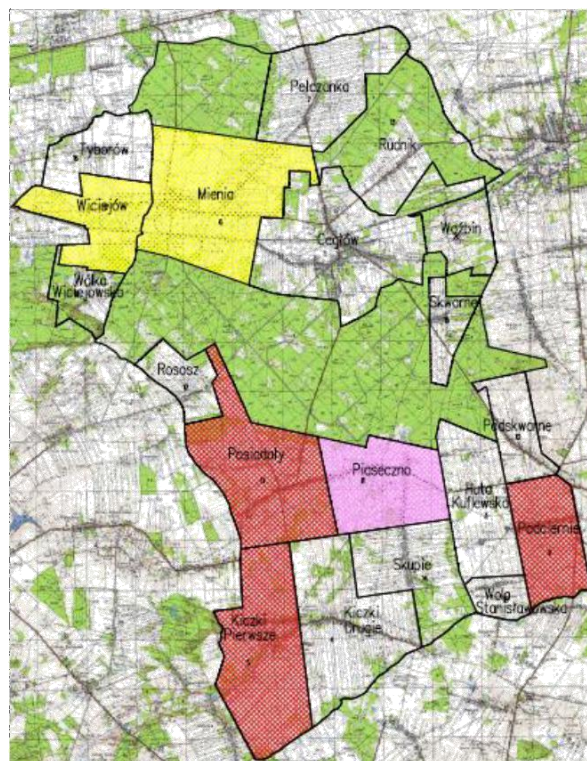 Pełczanka
Rudnik
Tyborów
Mienia
Wiciejów
Cegłów
Woźbin
Wólka
Wiciejowska
Skwarne
Rososz
Podskwarne
Posiadały
Piaseczno
Huta
Kuflewska
Podciernie
Skupie
Wola
Stanisławowska
Kiczki
Pierwsze
Kiczki
Drugie